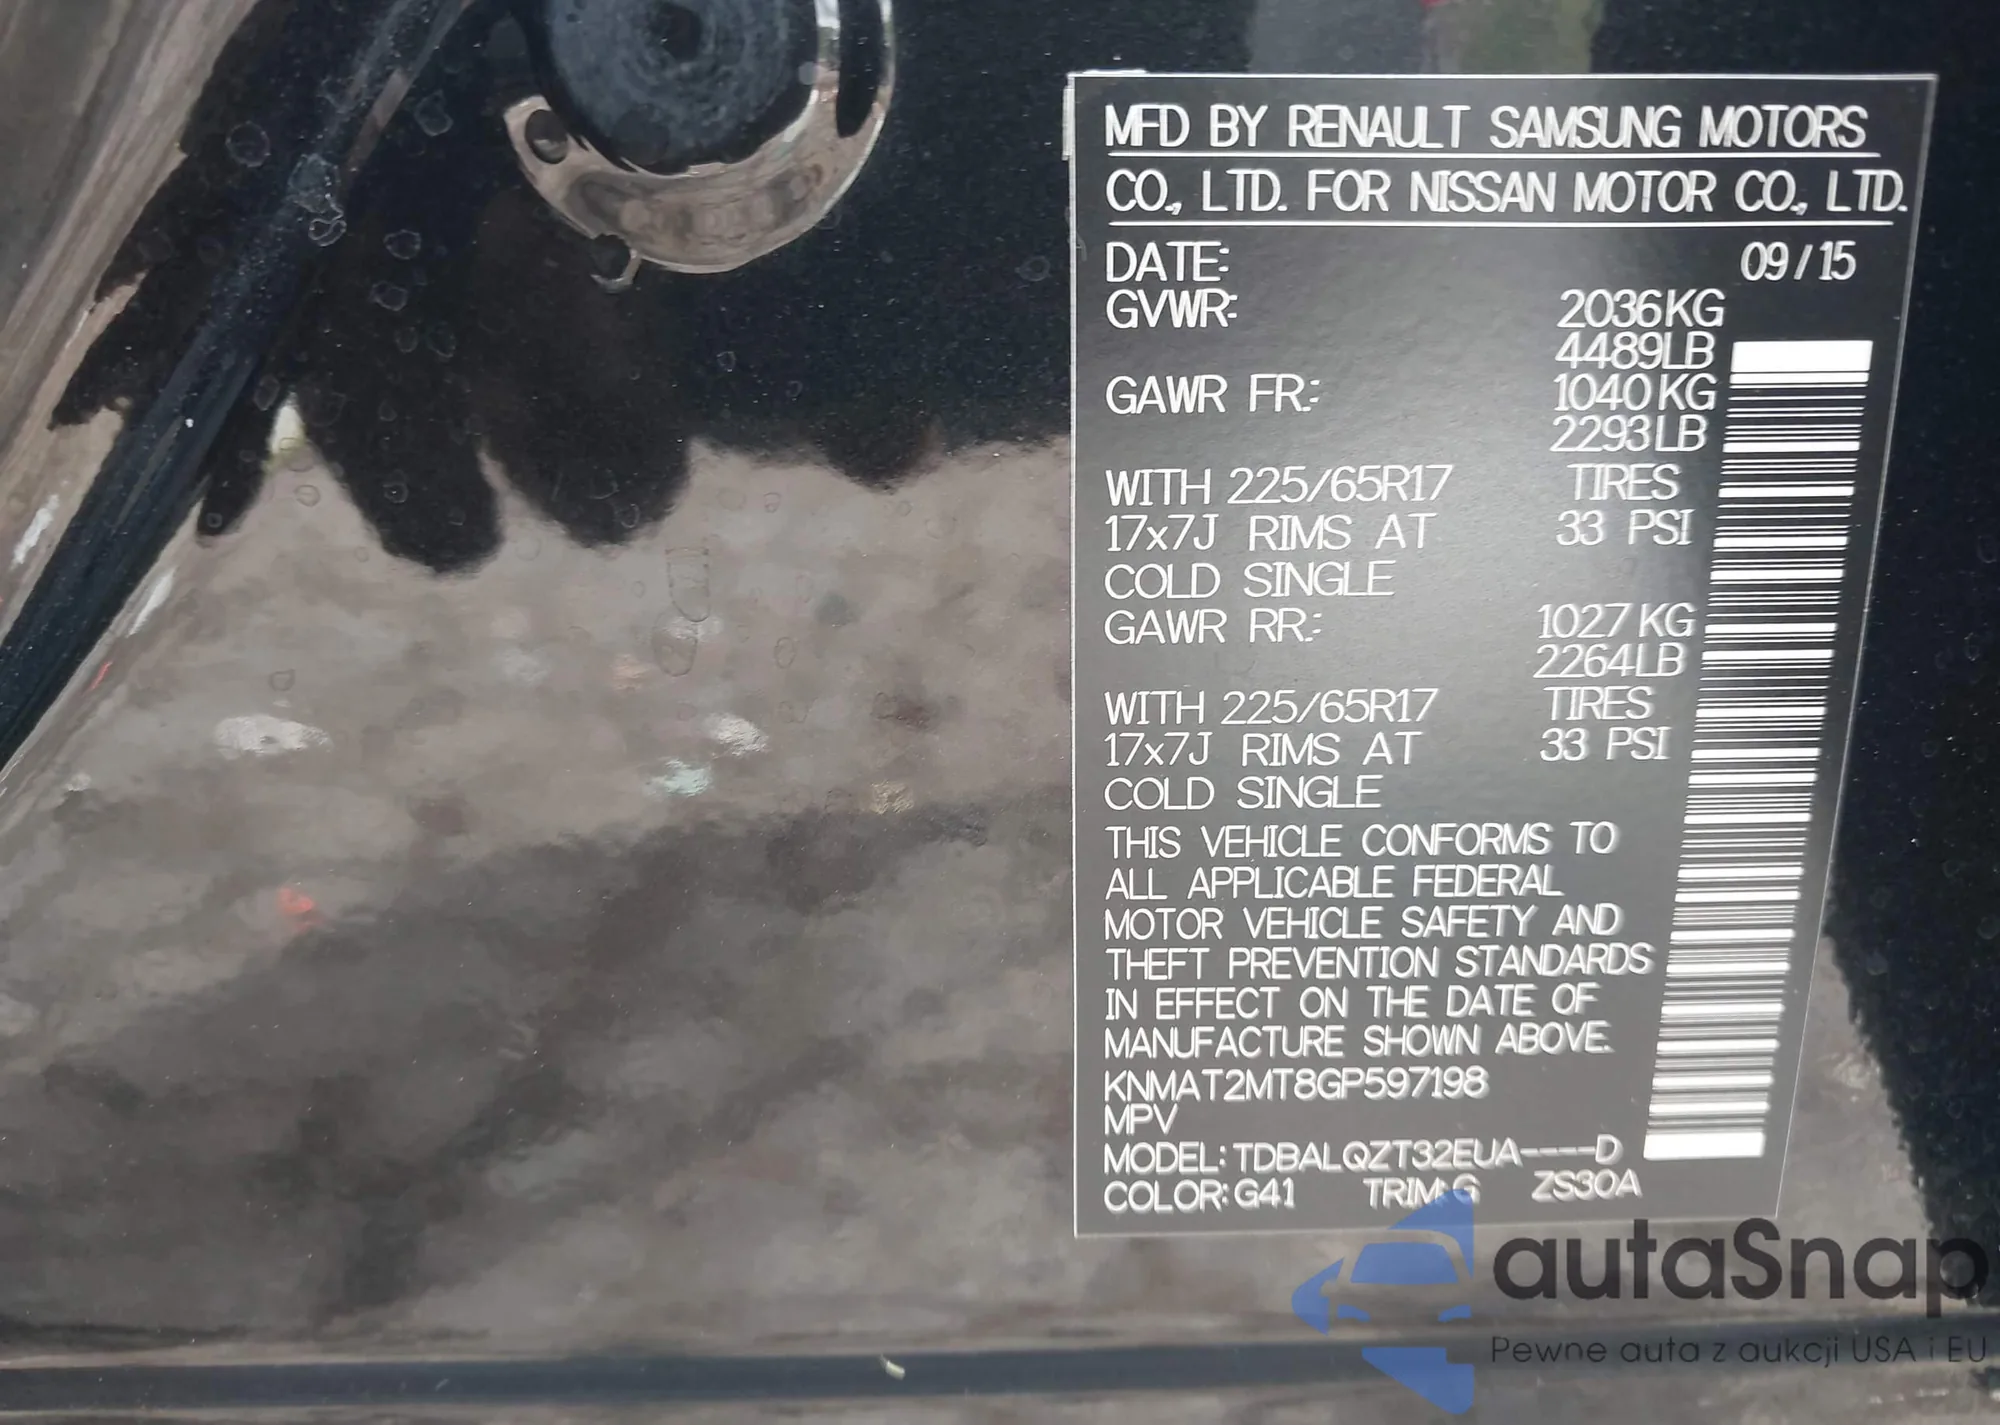 MFD BY RENAULT SAMSUNG MOTORS
CO., LTD. FOR NISSAN MOTOR CO., LTD.
DATE: 09/15
GVWR: 2036KG
4489LB
GAWR FR.: 1040KG
2293LB
WITH 225/65R17 TIRES
17x7J RIMS AT 33 PSI
COLD SINGLE
GAWR RR.: 1027KG
2264LB
WITH 225/65R17 TIRES
17x7J RIMS AT 33 PSI
COLD SINGLE
THIS VEHICLE CONFORMS TO
ALL APPLICABLE FEDERAL
MOTOR VEHICLE SAFETY AND
THEFT PREVENTION STANDARDS
IN EFFECT ON THE DATE OF
MANUFACTURE SHOWN ABOVE.
KNMAT2MT8GP597198
MPV
MODEL: TDBALQZT32EUA----D
COLOR: G41 TRIM: G ZS30A
autaSnap
Pewne auta z aukcji USA i EU